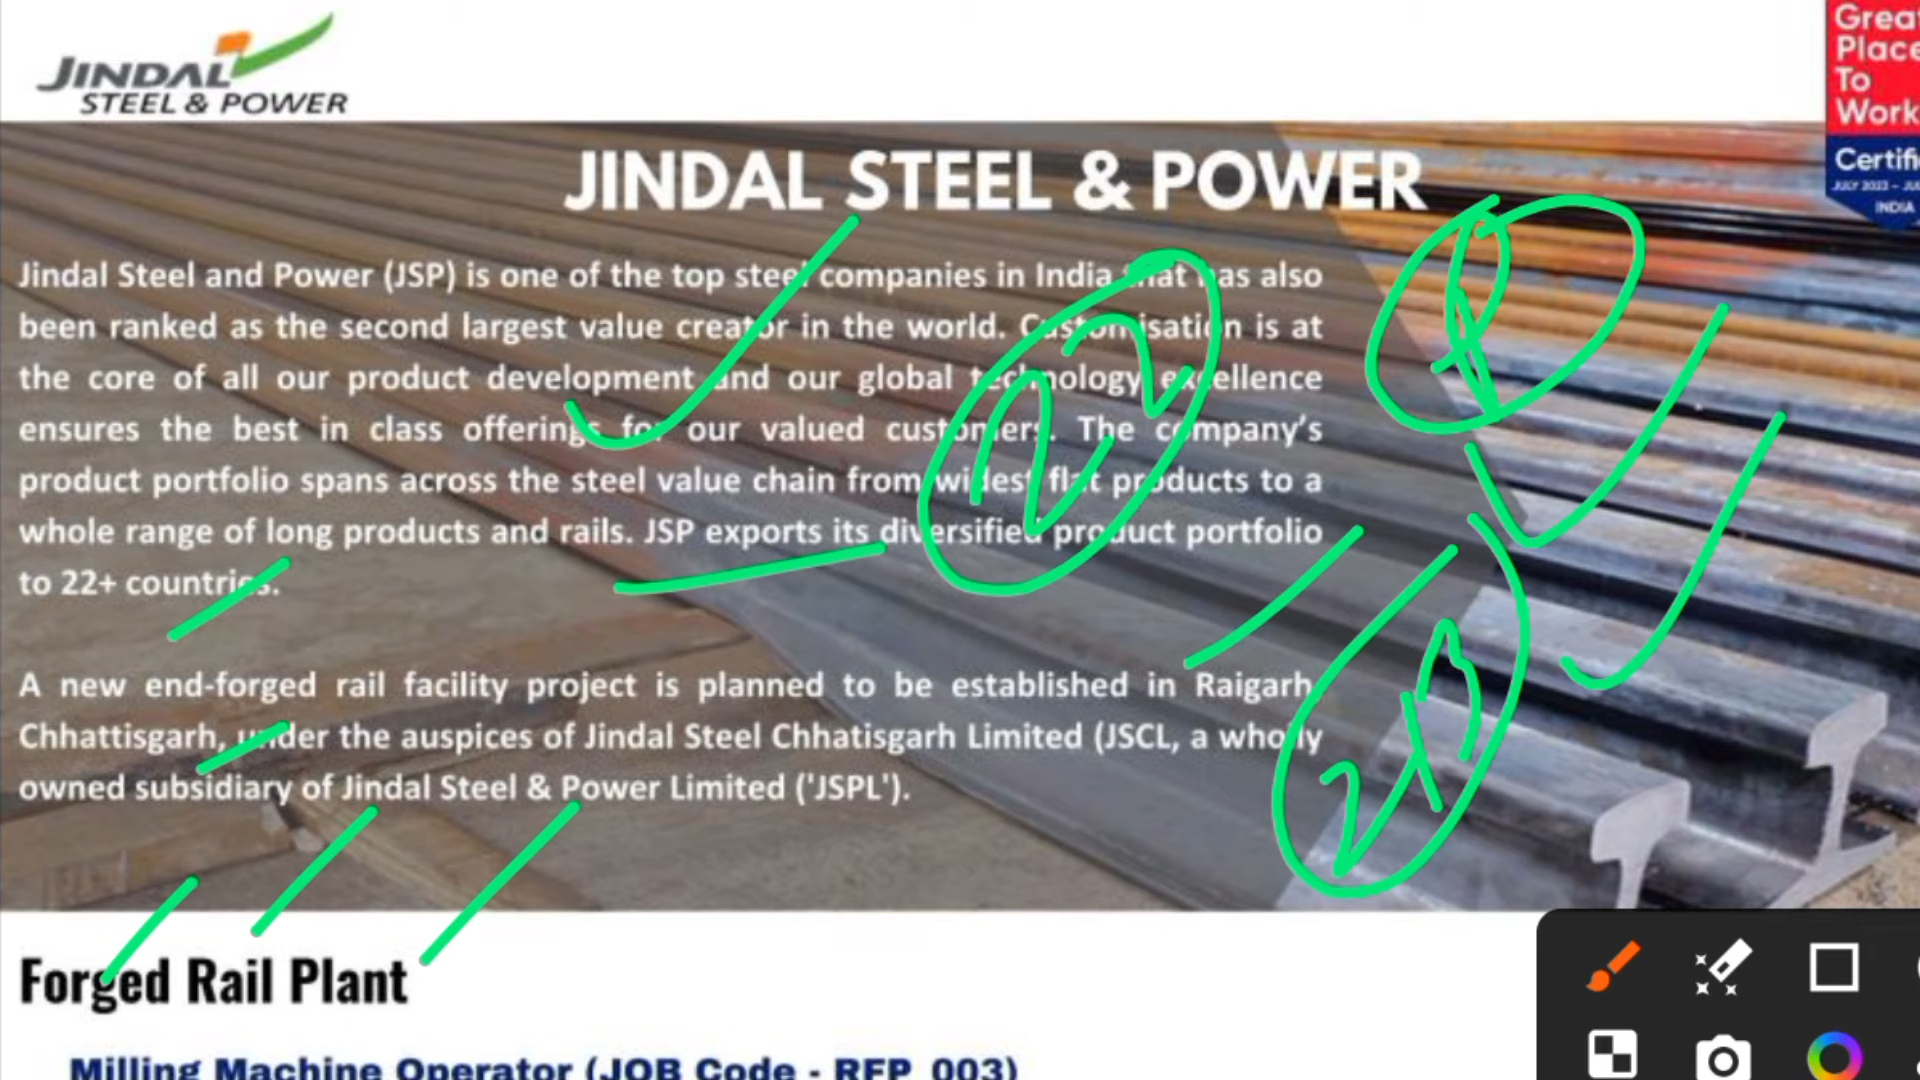 JINDAL
STEEL & POWER
Great
Place
To
Work
Certifi
INDIA
JINDAL STEEL & POWER
Jindal Steel and Power (JSP) is one of the top steel companies in India that has also
been ranked as the second largest value creator in the world. Customisation is at
the core of all our product development and our global technology excellence
ensures the best in class offerings for our valued customers. The company's
product portfolio spans across the steel value chain from widest flat products to a
whole range of long products and rails. JSP exports its diversified product portfolio
to 22+ countries.
A new end-forged rail facility project is planned to be established in Raigarh,
Chhattisgarh, under the auspices of Jindal Steel Chhatisgarh Limited (JSCL, a wholly
owned subsidiary of Jindal Steel & Power Limited ('JSPL').
22
Forged Rail Plant
Milling Machine Operator (JOB Code - RFP_003)